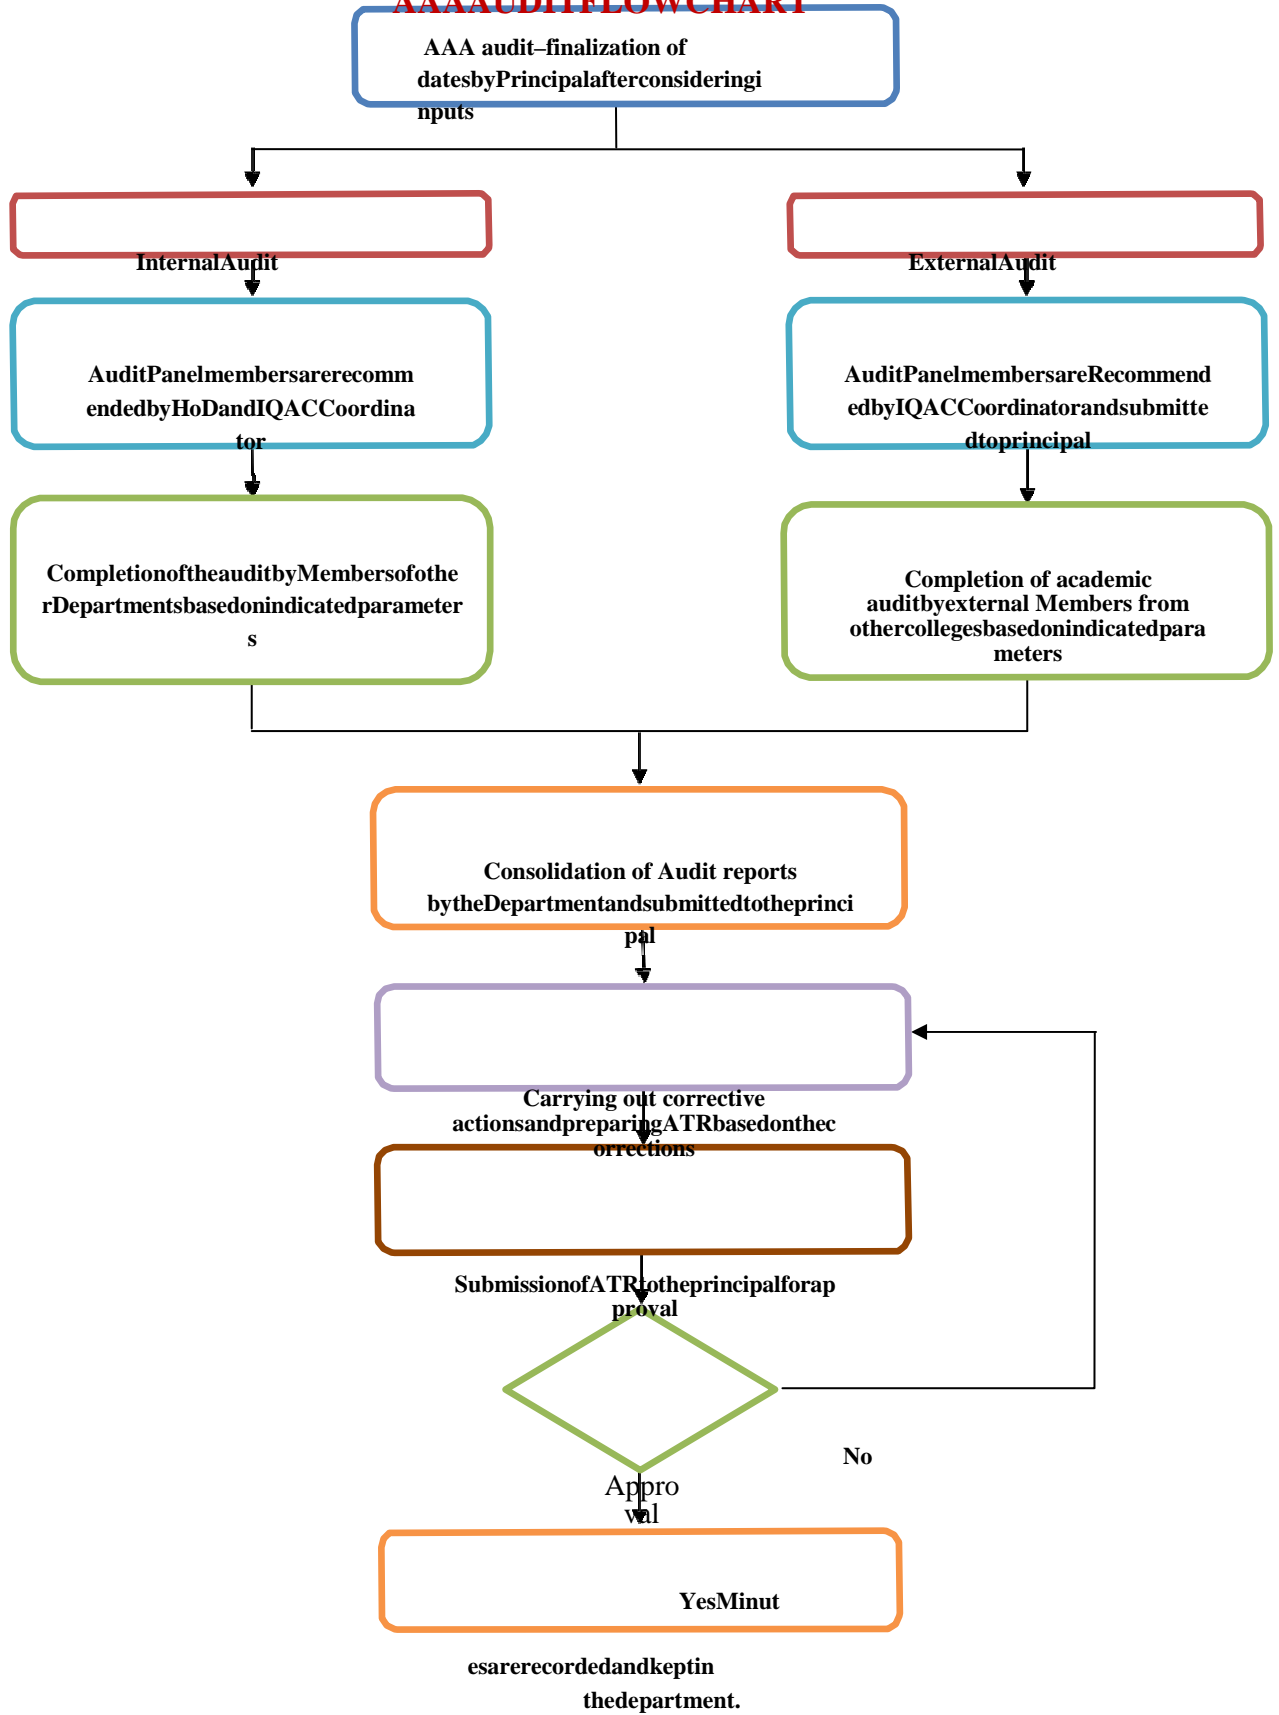 AAAAUDITFLOWCHART
AAA audit–finalization of
datesbyPrincipalafterconsideringi
nputs
InternalAudit
ExternalAudit
AuditPanelmembersarerecomm
endedbyHoDandIQACCoordina
tor
AuditPanelmembersareRecommend
edbyIQACCoordinatorandsubmitte
dtoprincipal
CompletionoftheauditbyMembersofothe
rDepartmentsbasedonindicatedparameter
s
Completion of academic
auditbyexternal Members from
othercollegesbasedonindicatedpara
meters
Consolidation of Audit reports
bytheDepartmentandsubmittedtotheprinci
pal
Carrying out corrective
actionsandpreparingATRbasedonthec
orrections
SubmissionofATRtotheprincipalforap
proval
No
Appro
val
YesMinut
esarerecordedandkeptin
thedepartment.